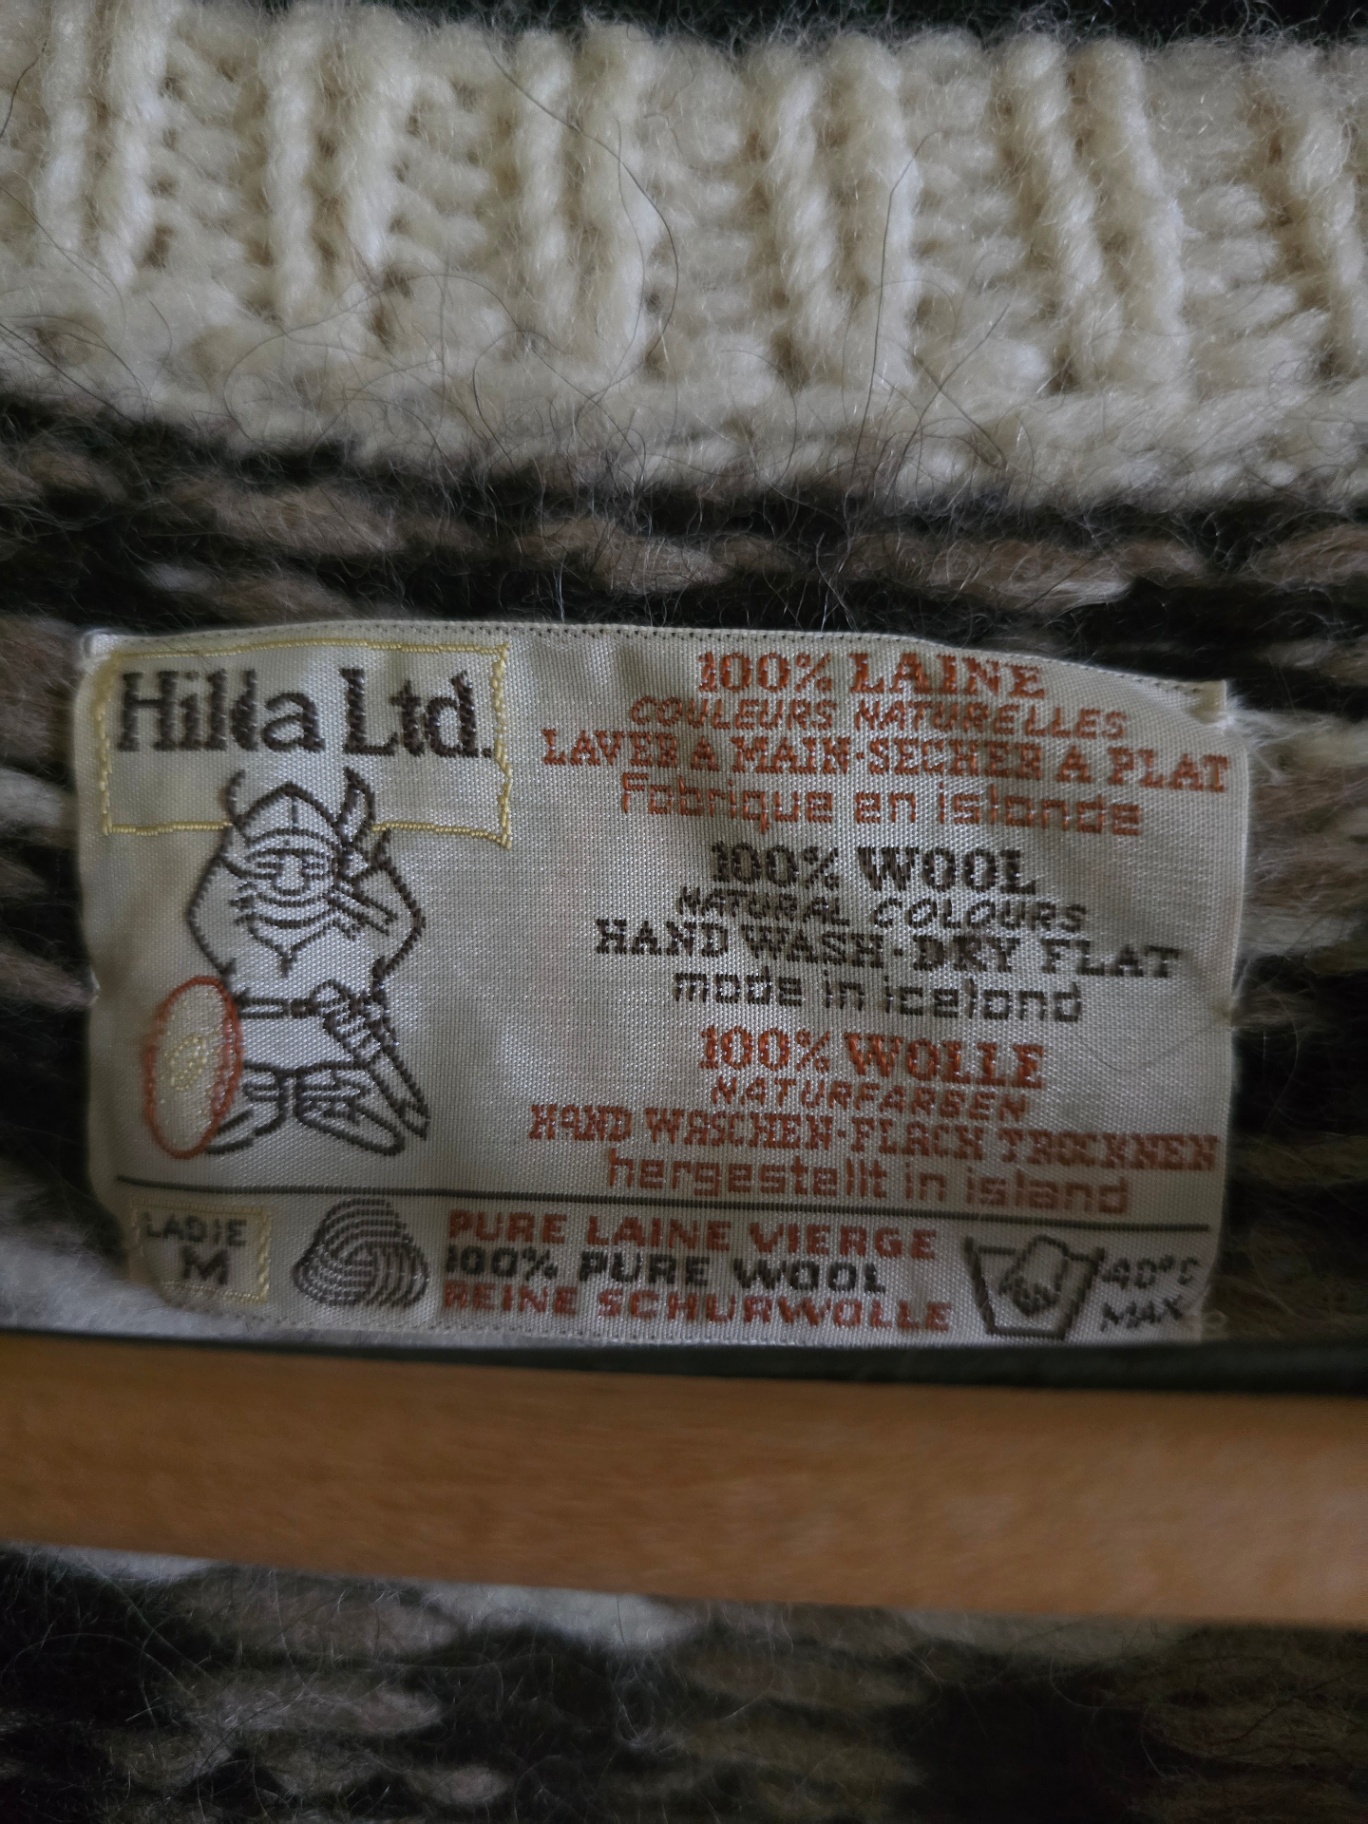 Hilda Ltd.
100% LAINE
COULEURS NATURELLES
LAVER A MAIN·SECHER A PLAT
Fabrique en islande
100% WOOL
NATURAL COLOURS
HAND WASH·DRY FLAT
made in iceland
100% WOLLE
NATURFARBEN
HAND WASCHEN·FLACH TROCKNEN
hergestellt in island
LADIE
M
PURE LAINE VIERGE
100% PURE WOOL
REINE SCHURWOLLE
40°C
MAX